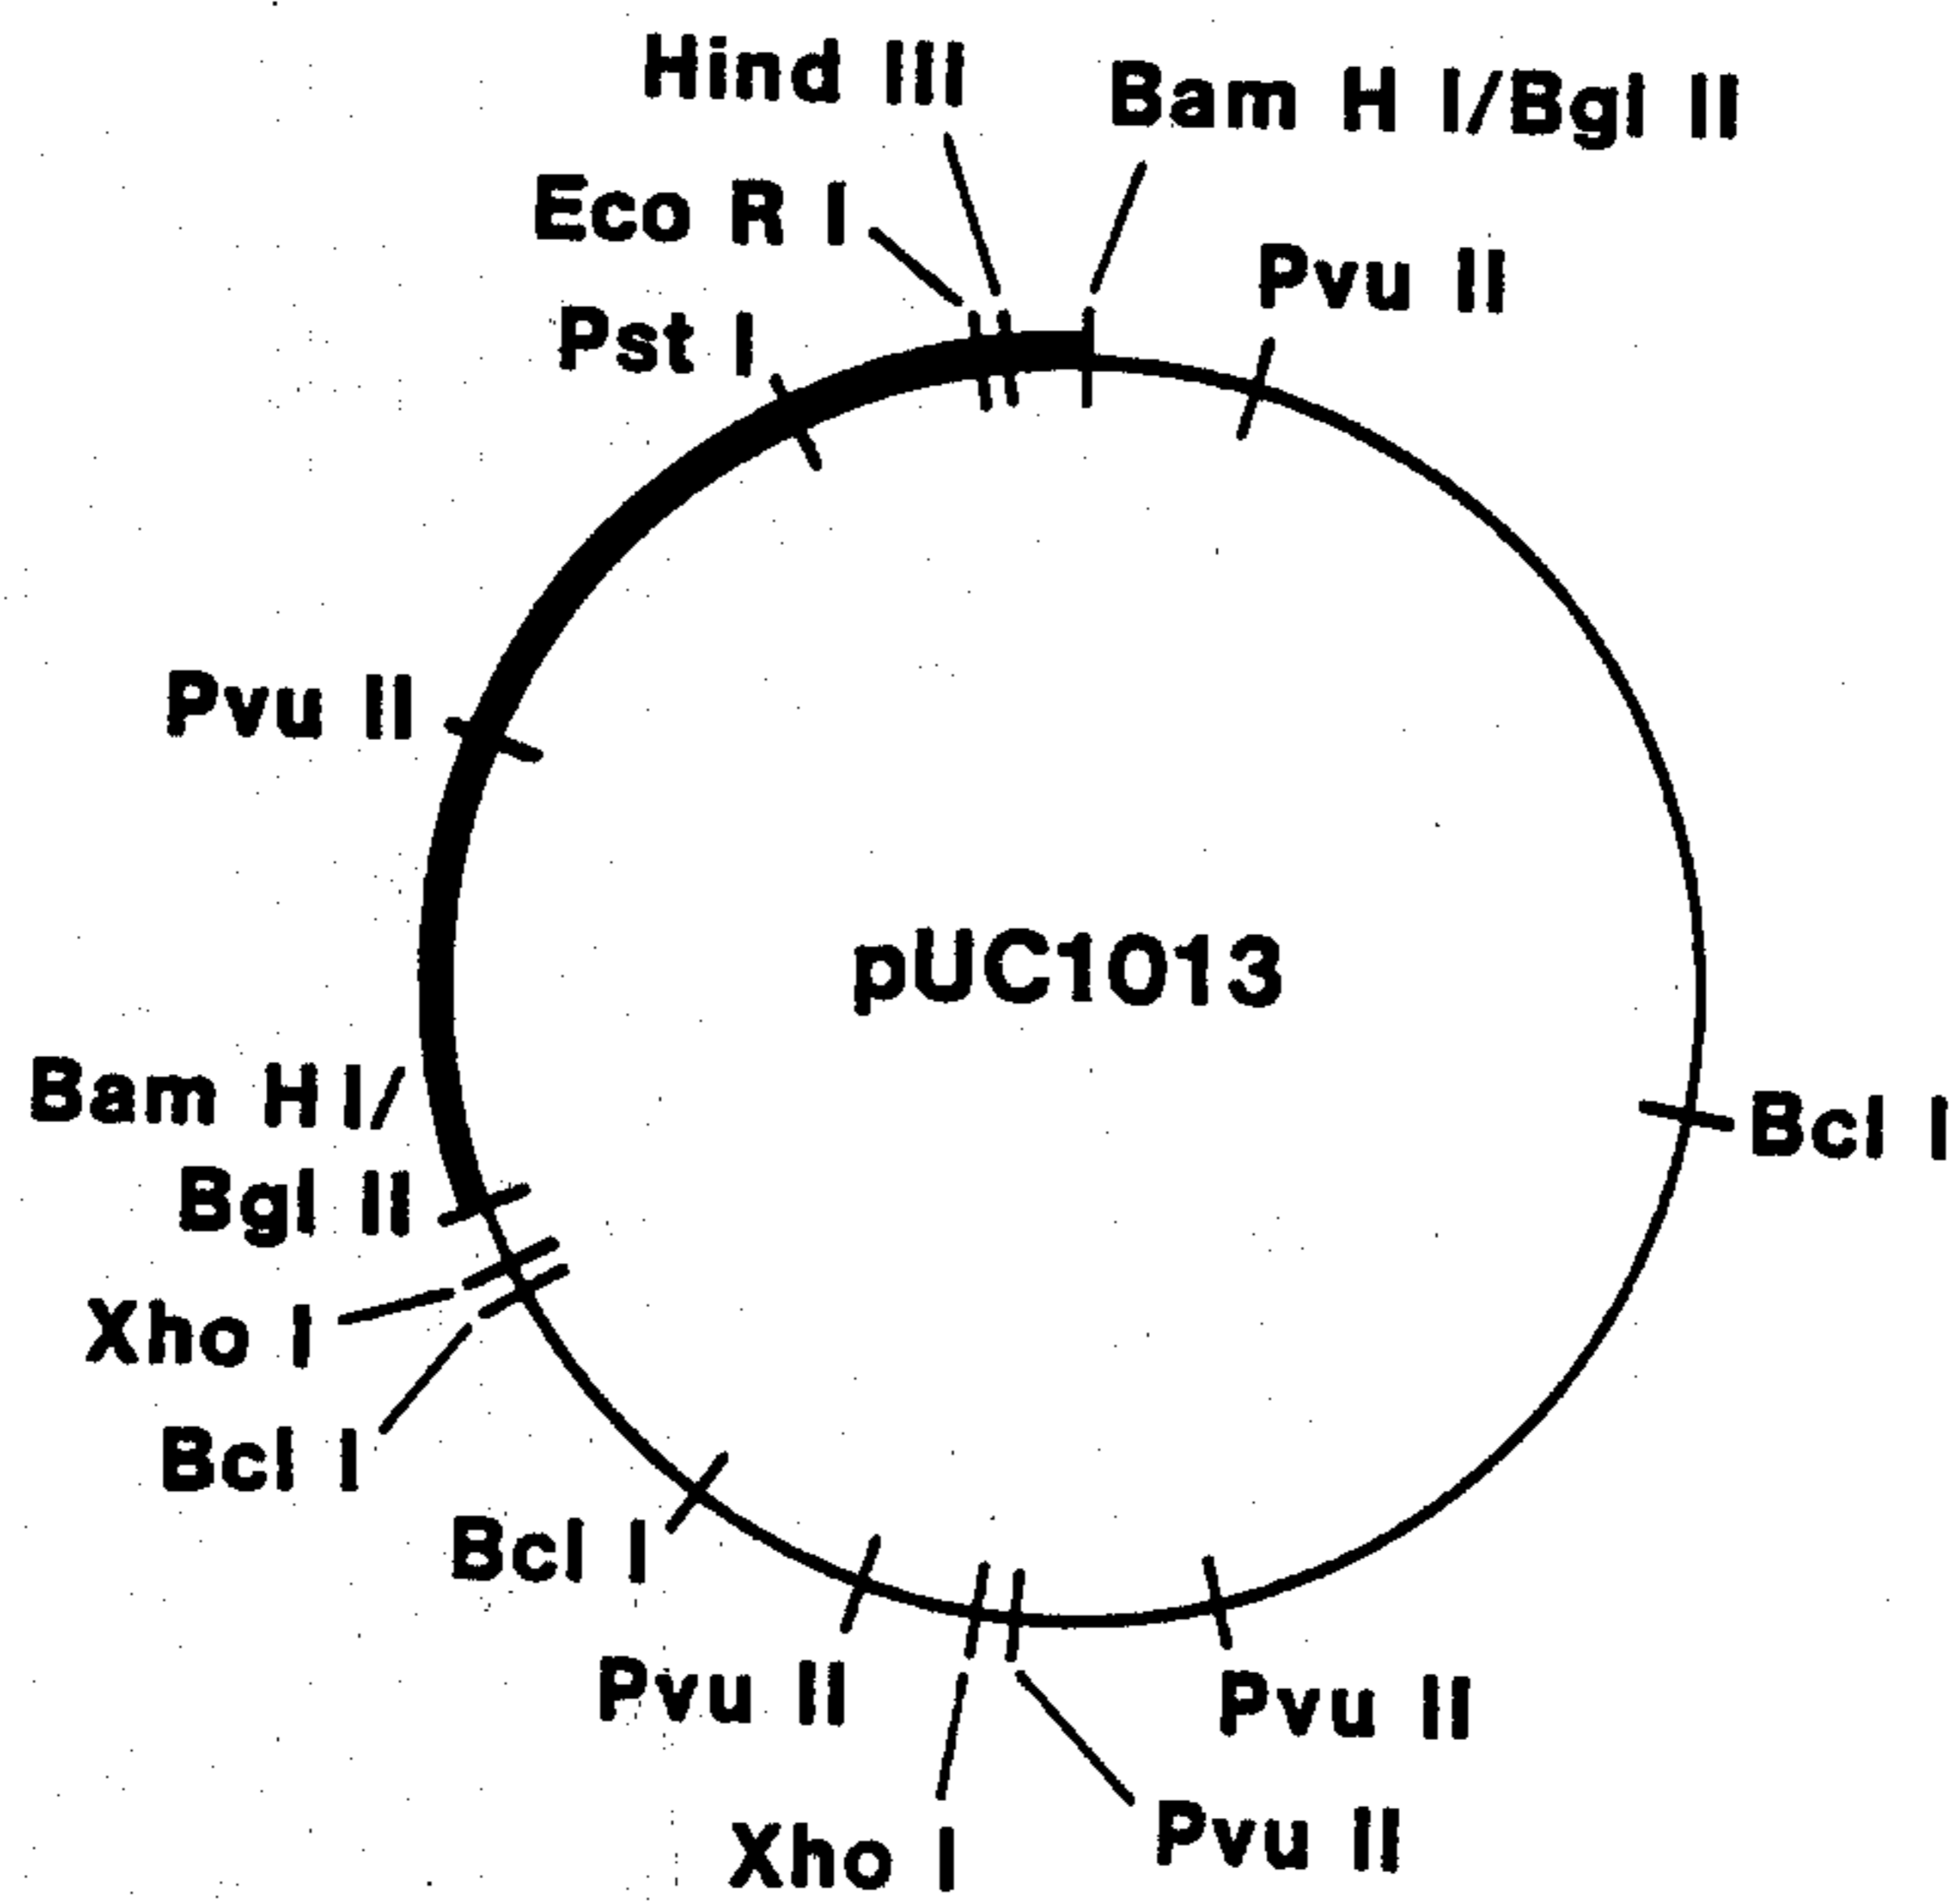 Hind III
Bam H I/Bgl II
Eco R I
Pvu II
Pst I
Pvu II
pUC1013
Bam H I/
Bgl II
Bcl I
Xho I
Bcl I
Bcl I
Pvu II
Pvu II
Xho I
Pvu II